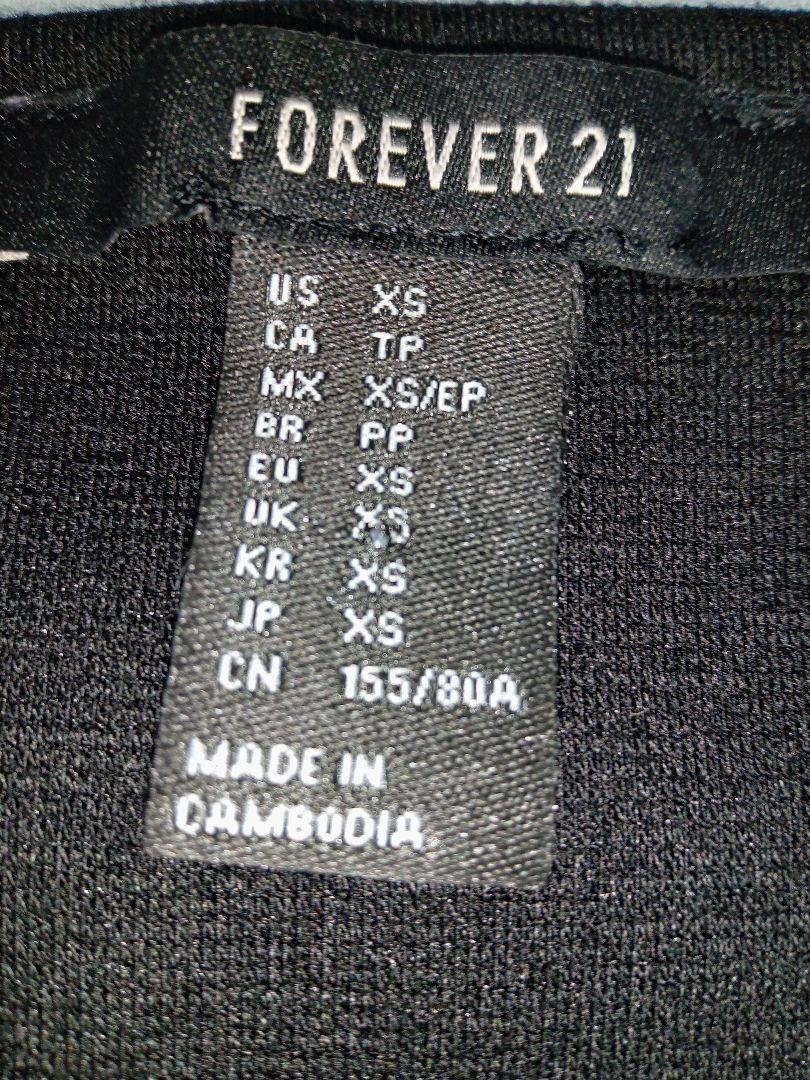 FOREVER 21
US XS
CA TP
MX XS/EP
BR PP
EU XS
UK XS
KR XS
JP XS
CN 155/80A
MADE IN
CAMBODIA